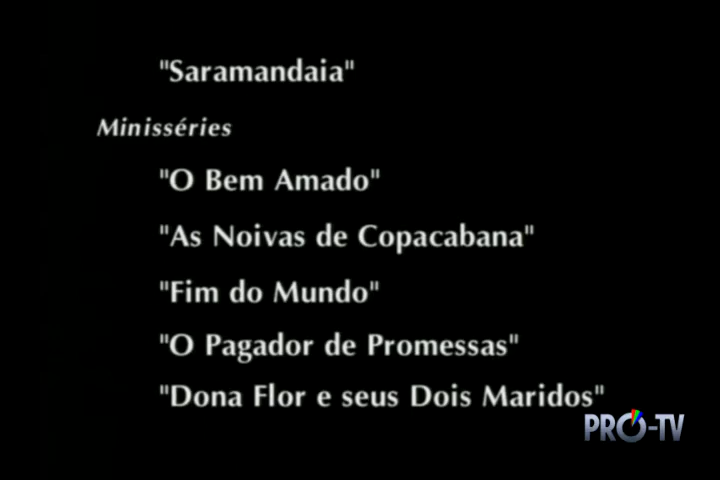 "Saramandaia"
Minisséries
"O Bem Amado"
"As Noivas de Copacabana"
"Fim do Mundo"
"O Pagador de Promessas"
"Dona Flor e seus Dois Maridos"
PRÓ-TV